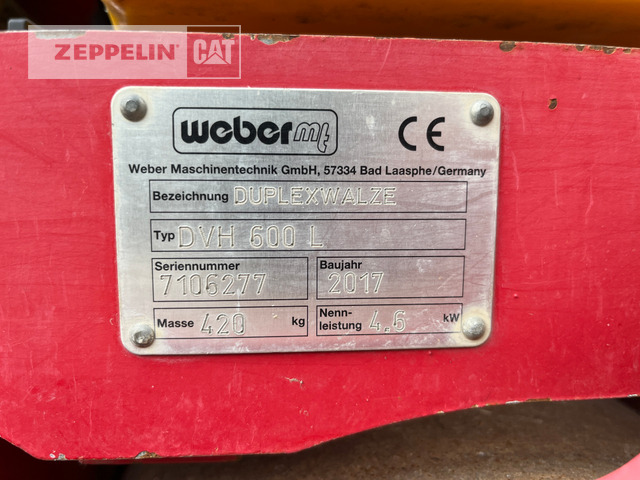 ZEPPELIN CAT
weber mt CE
Weber Maschinentechnik GmbH, 57334 Bad Laasphe/Germany
Bezeichnung DUPLEXWALZE
Typ DVH 600 L
Seriennummer 7106277
Baujahr 2017
Masse 420 kg
Nenn-
leistung 4,6 kW